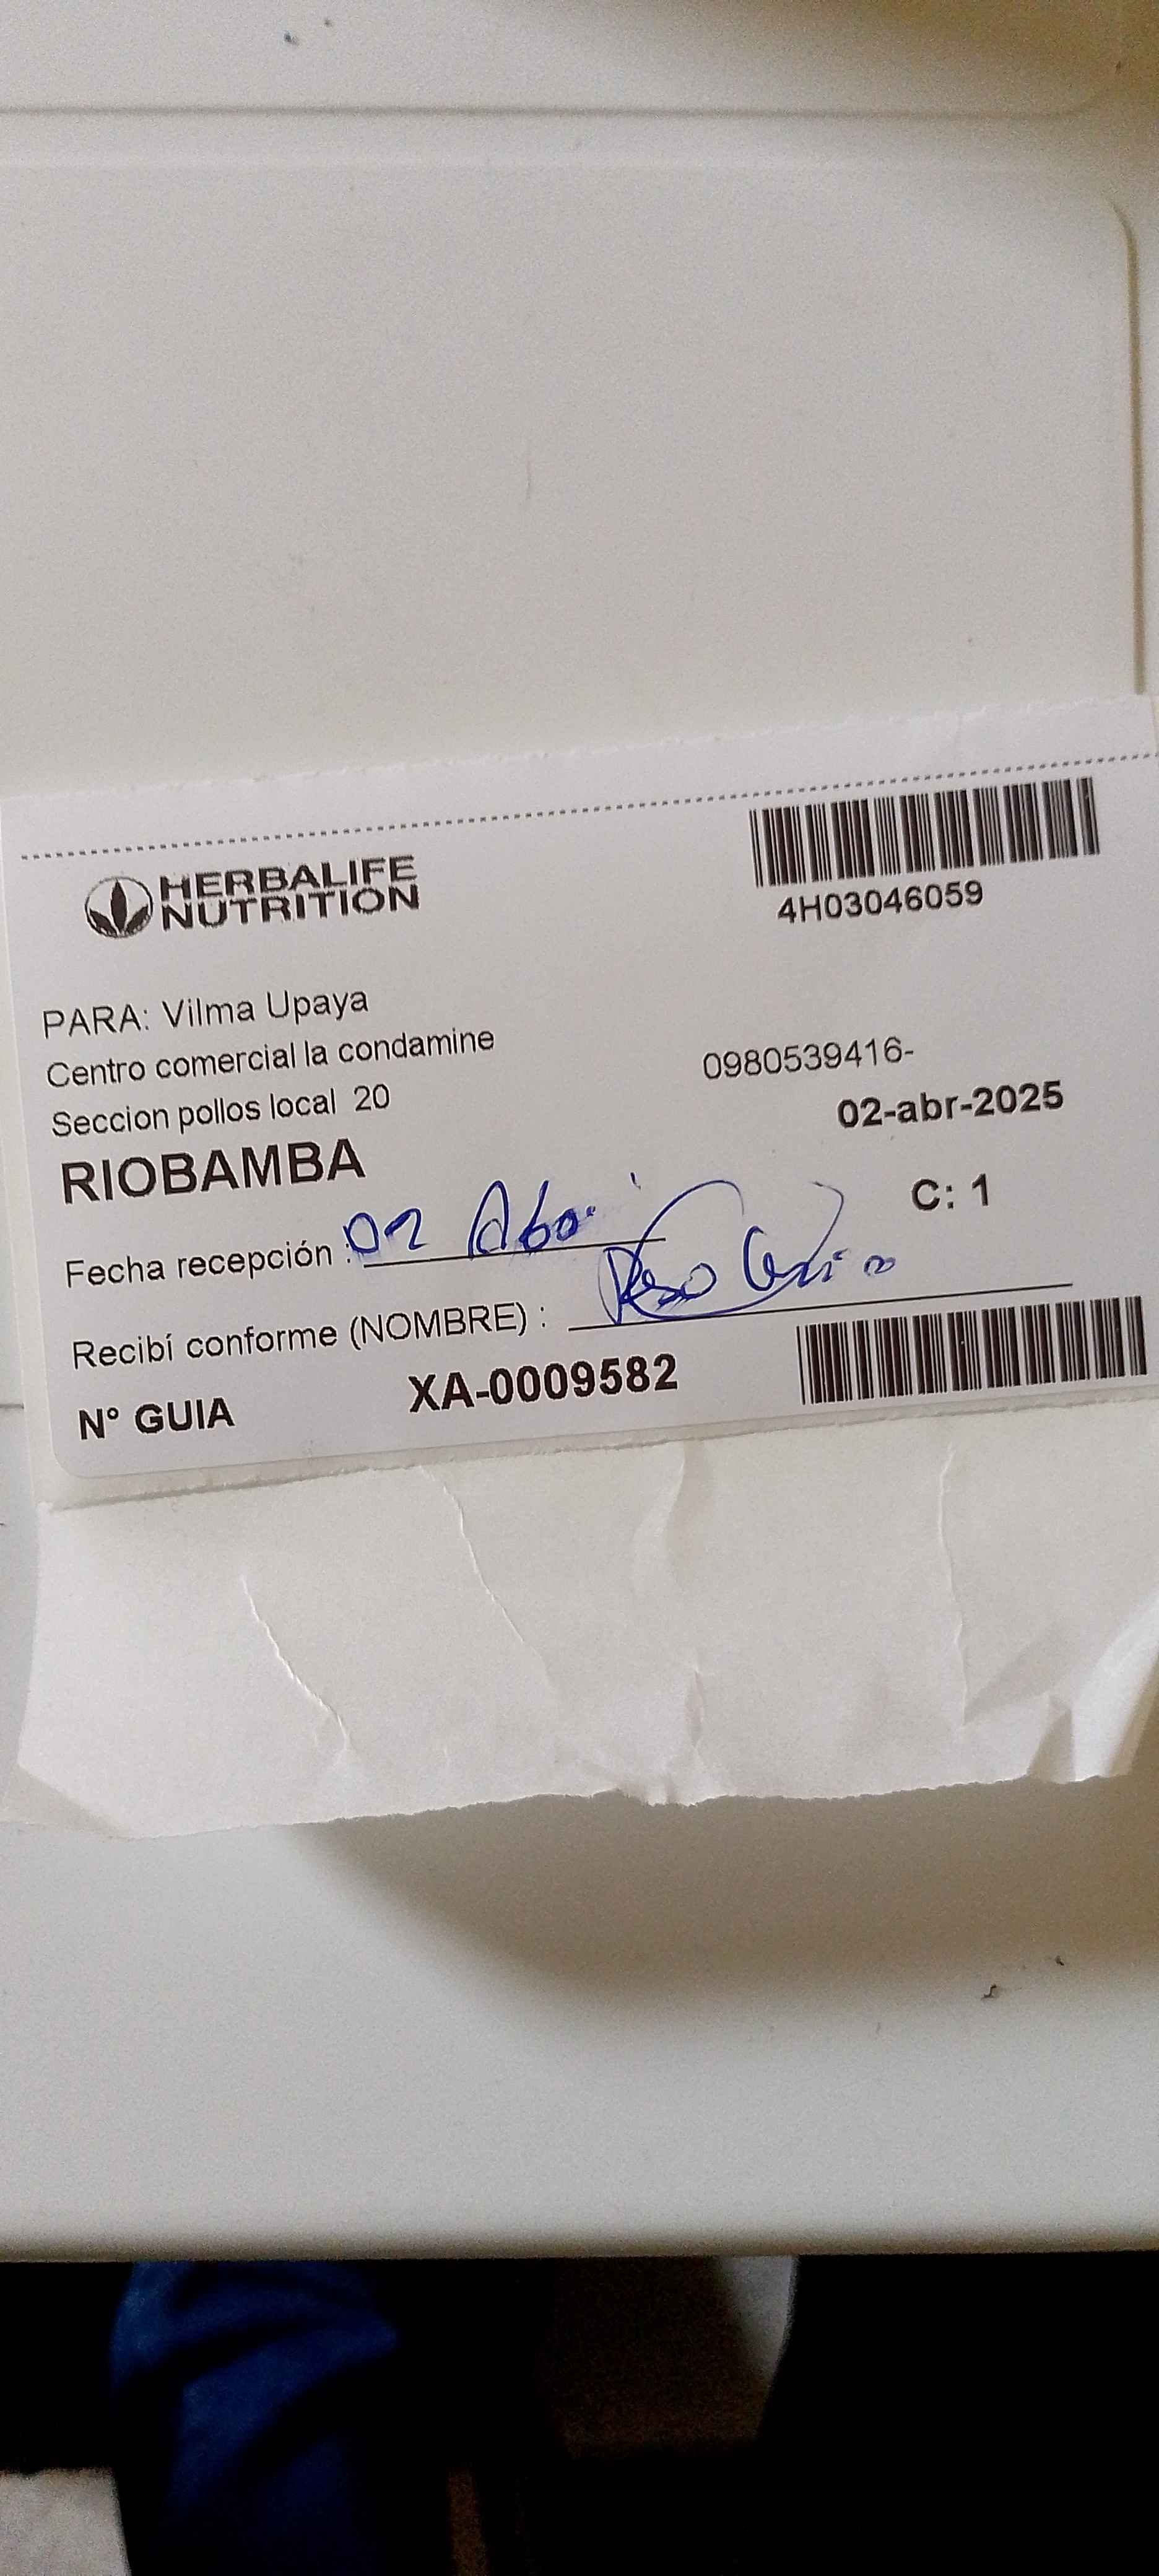 HERBALIFE
NUTRITION
4H03046059
PARA: Vilma Upaya
Centro comercial la condamine
0980539416-
Seccion pollos local 20
02-abr-2025
RIOBAMBA
C: 1
Fecha recepción :
Recibí conforme (NOMBRE) :
N° GUIA XA-0009582